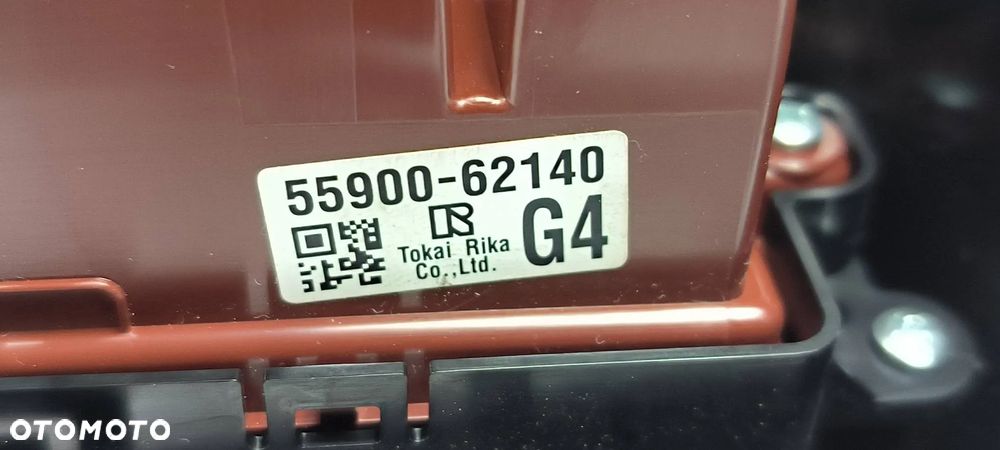 55900-62140
Tokai Rika
Co.,Ltd.
G4
OTOMOTO